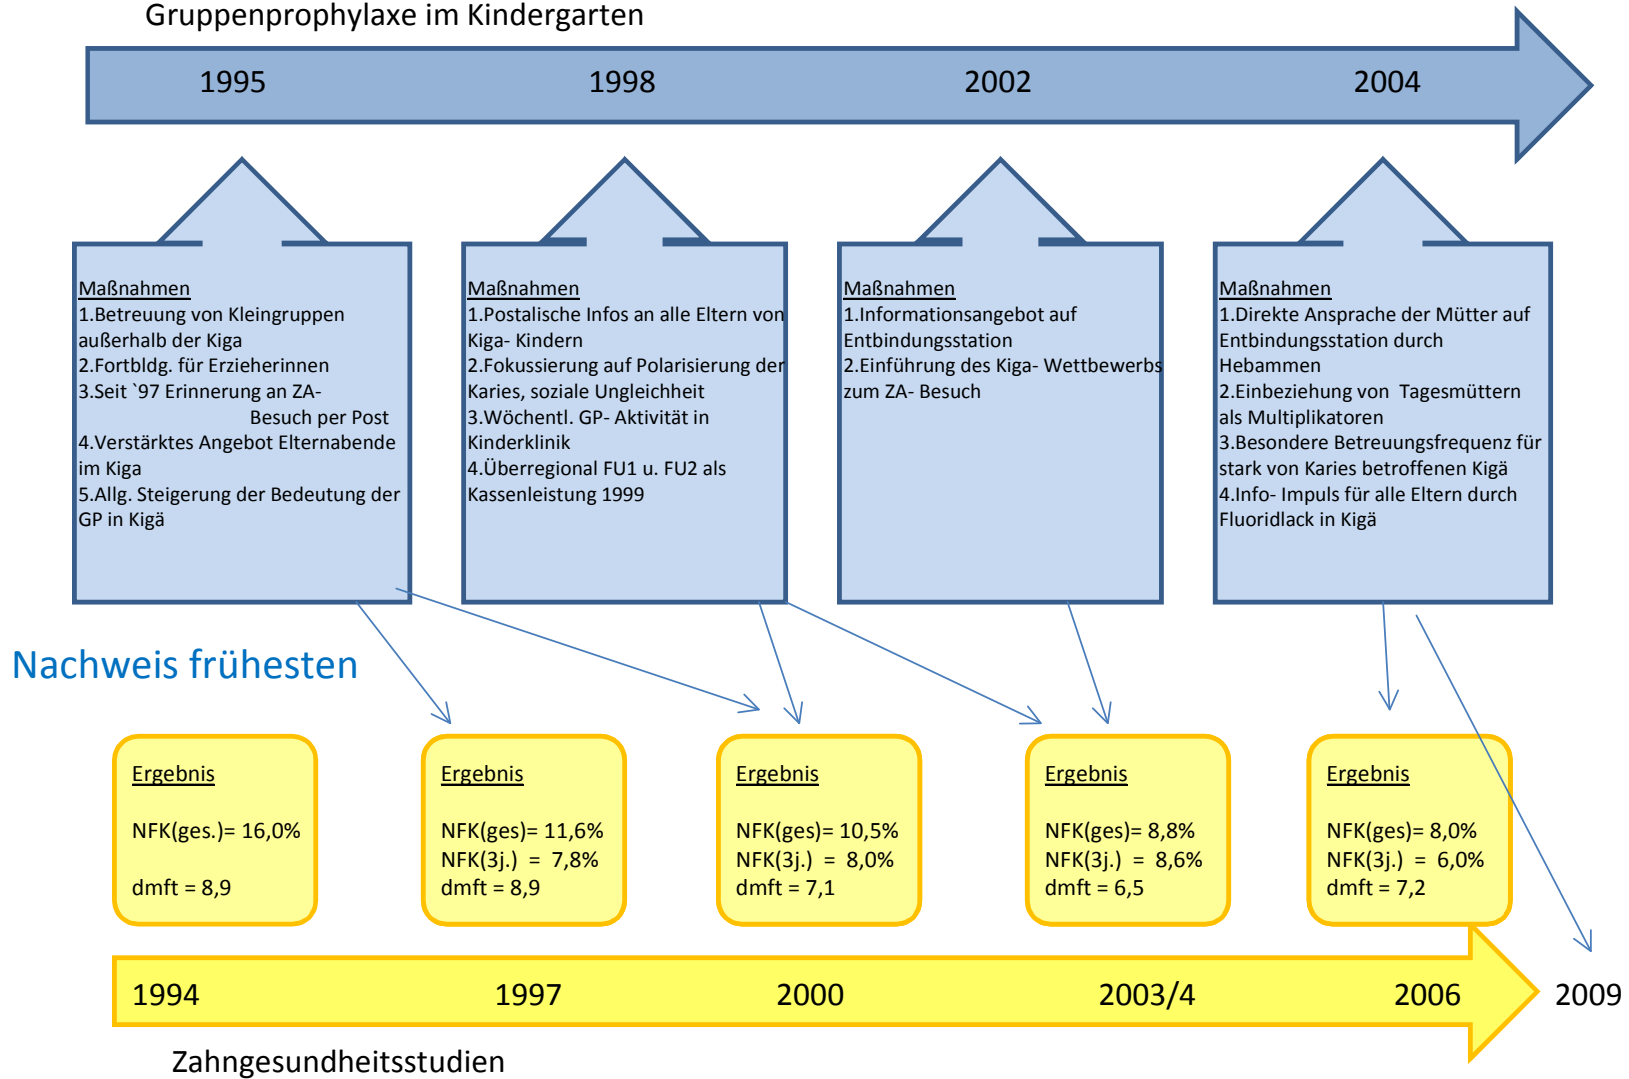 Gruppenprophylaxe im Kindergarten
1995
1998
2002
2004
Maßnahmen
1.Betreuung von Kleingruppen
außerhalb der Kiga
2.Fortbldg. für Erzieherinnen
3.Seit `97 Erinnerung an ZA-
Besuch per Post
4.Verstärktes Angebot Elternabende
im Kiga
5.Allg. Steigerung der Bedeutung der
GP in Kigä
Maßnahmen
1.Postalische Infos an alle Eltern von
Kiga- Kindern
2.Fokussierung auf Polarisierung der
Karies, soziale Ungleichheit
3.Wöchentl. GP- Aktivität in
Kinderklinik
4.Überregional FU1 u. FU2 als
Kassenleistung 1999
Maßnahmen
1.Informationsangebot auf
Entbindungsstation
2.Einführung des Kiga- Wettbewerbs
zum ZA- Besuch
Maßnahmen
1.Direkte Ansprache der Mütter auf
Entbindungsstation durch
Hebammen
2.Einbeziehung von  Tagesmüttern
als Multiplikatoren
3.Besondere Betreuungsfrequenz für
stark von Karies betroffenen Kigä
4.Info- Impuls für alle Eltern durch
Fluoridlack in Kigä
Nachweis frühesten
Ergebnis
NFK(ges.)= 16,0%
dmft = 8,9
Ergebnis
NFK(ges)= 11,6%
NFK(3j.)  = 7,8%
dmft = 8,9
Ergebnis
NFK(ges)= 10,5%
NFK(3j.)  = 8,0%
dmft = 7,1
Ergebnis
NFK(ges)= 8,8%
NFK(3j.)  = 8,6%
dmft = 6,5
Ergebnis
NFK(ges)= 8,0%
NFK(3j.)  = 6,0%
dmft = 7,2
1994
1997
2000
2003/4
2006
2009
Zahngesundheitsstudien